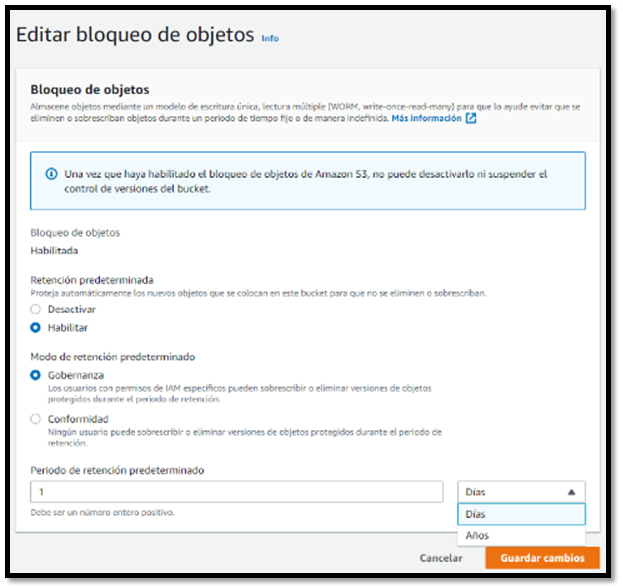 Editar bloqueo de objetos Info
Bloqueo de objetos
Almacene objetos mediante un modelo de escritura única, lectura múltiple (WORM, write-once-read-many) para que lo ayude evitar que se
eliminen o sobrescriban objetos durante un periodo de tiempo fijo o de manera indefinida. Más información
Una vez que haya habilitado el bloqueo de objetos de Amazon S3, no puede desactivarlo ni suspender el
control de versiones del bucket.
Bloqueo de objetos
Habilitada
Retención predeterminada
Proteja automáticamente los nuevos objetos que se colocan en este bucket para que no se eliminen o sobrescriban.
Desactivar
Habilitar
Modo de retención predeterminado
Gobernanza
Los usuarios con permisos de IAM específicos pueden sobrescribir o eliminar versiones de objetos
protegidos durante el periodo de retención.
Conformidad
Ningún usuario puede sobrescribir o eliminar versiones de objetos protegidos durante el periodo de
retención.
Periodo de retención predeterminado
1 Días
Debe ser un número entero positivo. Días
Años
Cancelar Guardar cambios